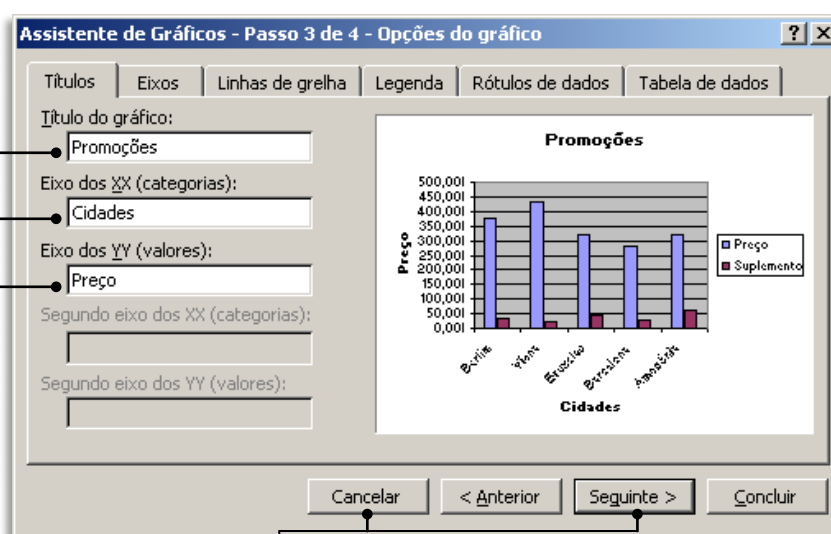 Assistente de Gráficos - Passo 3 de 4 - Opções do gráfico
Títulos Eixos Linhas de grelha Legenda Rótulos de dados Tabela de dados
Título do gráfico:
Promoções
Eixo dos XX (categorias):
Cidades
Eixo dos YY (valores):
Preço
Segundo eixo dos XX (categorias):
Segundo eixo dos YY (valores):
Promoções
Preço
500,00
450,00
400,00
350,00
300,00
250,00
200,00
150,00
100,00
50,00
0,00
Berlim Viena Bruxelas Barcelona
Cidades
Preço
Suplemento
Cancelar < Anterior Seguinte > Concluir